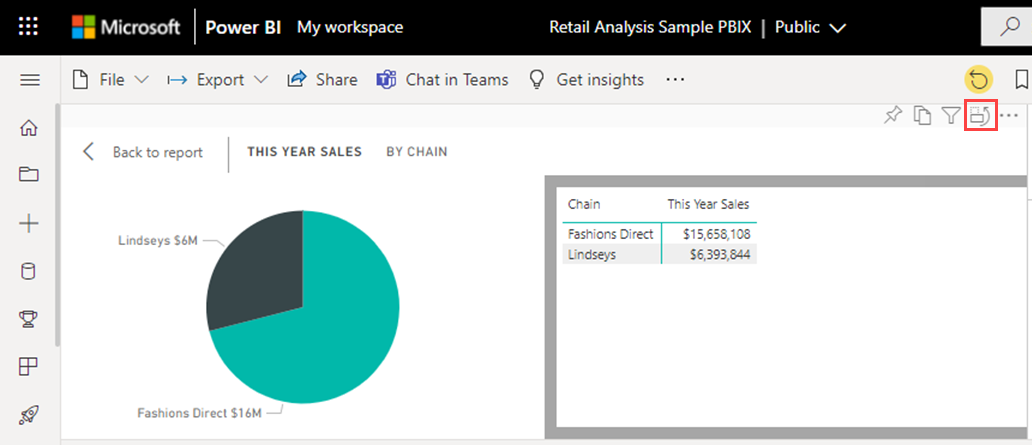 Microsoft Power BI My workspace Retail Analysis Sample PBIX | Public
File Export Share Chat in Teams Get insights ...
Back to report THIS YEAR SALES BY CHAIN
Lindseys $6M
Fashions Direct $16M
Chain This Year Sales
Fashions Direct $15,658,108
Lindseys $6,393,844